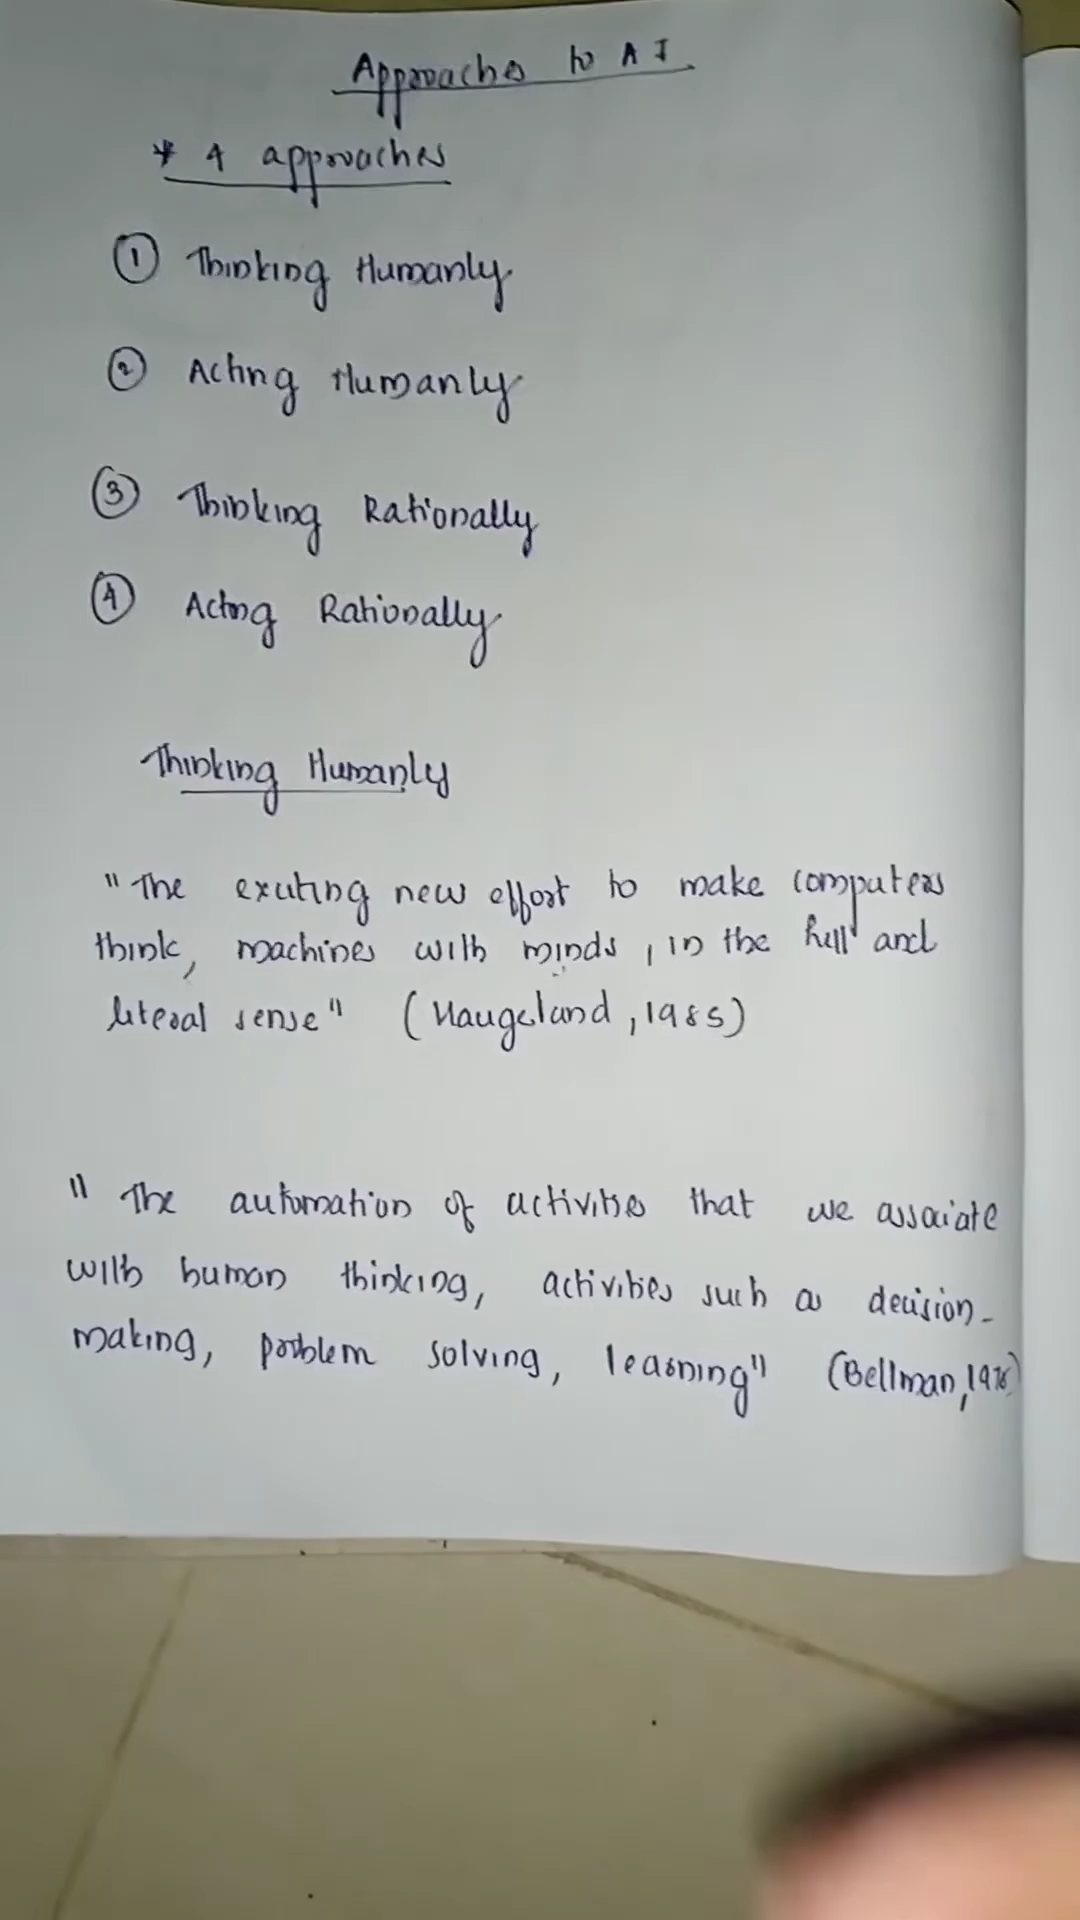 Approaches to AI
* 4 approaches
① Thinking Humanly
② Acting Humanly
③ Thinking Rationally
④ Acting Rationally
Thinking Humanly
"The exciting new effort to make computers
think, machines with minds, in the full and
literal sense" (Haugeland, 1985)
"The automation of activities that we associate
with human thinking, activities such as decision-
making, problem solving, learning" (Bellman, 1978)